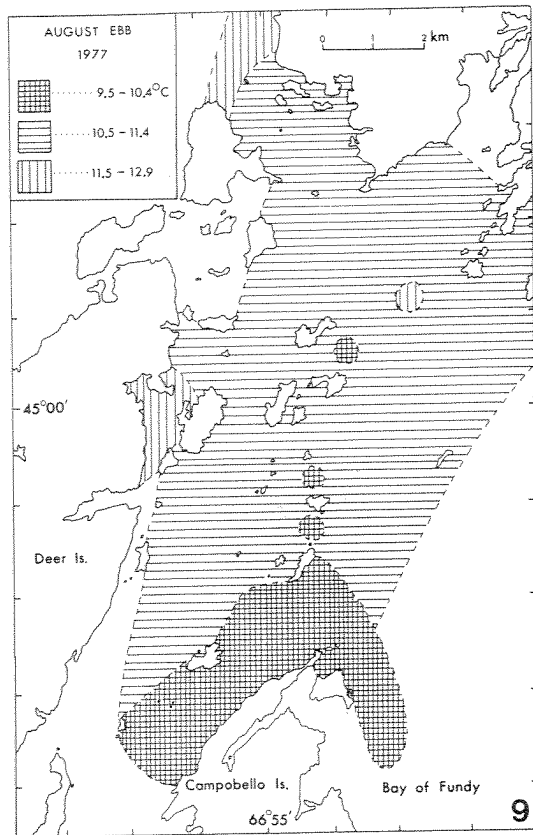 AUGUST EBB
1977
9.5 – 10.4°C
10.5 – 11.4
11.5 – 12.9
0 1 2 km
45°00'
Deer Is.
Campobello Is.
Bay of Fundy
66°55'
9